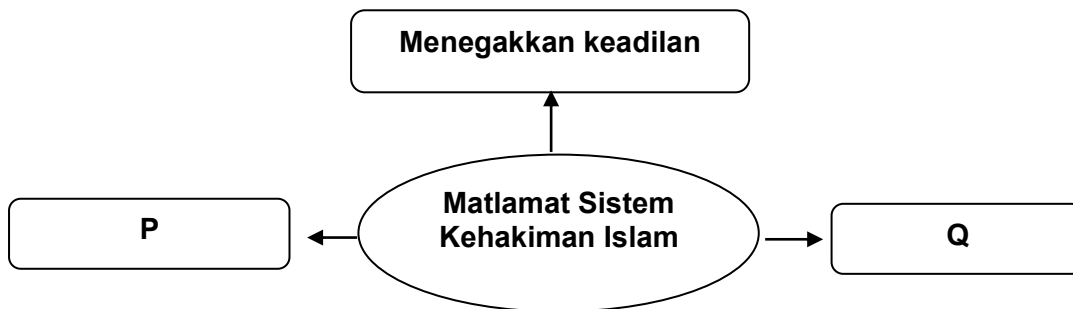 Menegakkan keadilan
Matlamat Sistem
Kehakiman Islam
P
Q